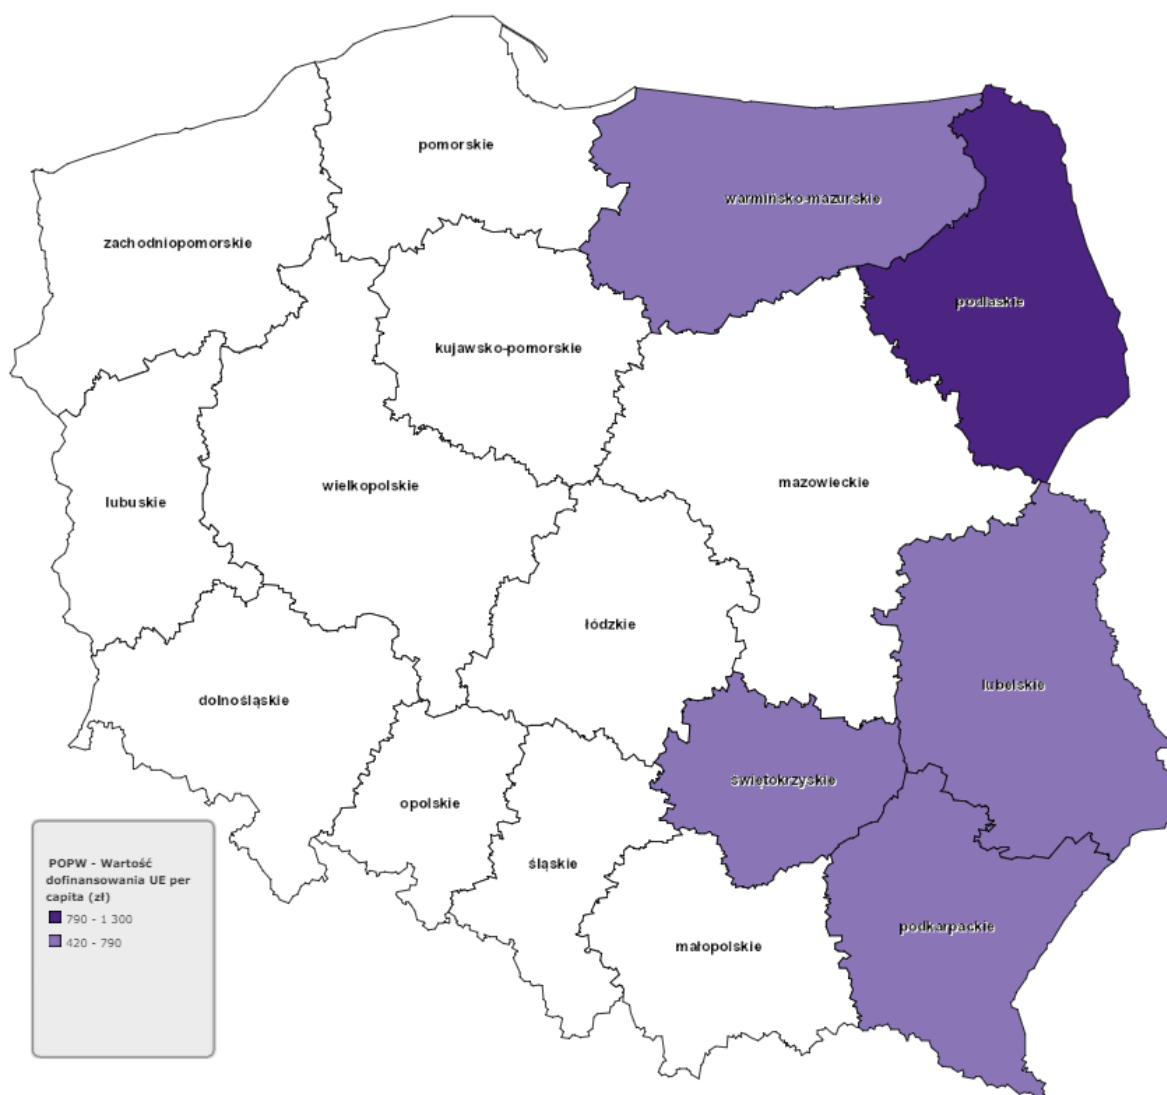 pomorskie
warmińsko-mazurskie
zachodniopomorskie
podlaskie
kujawsko-pomorskie
wielkopolskie
mazowieckie
lubuskie
łódzkie
lubelskie
dolnośląskie
świętokrzyskie
opolskie
śląskie
podkarpackie
małopolskie
POPW - Wartość
dofinansowania UE per
capita (zł)
790 - 1 300
420 - 790